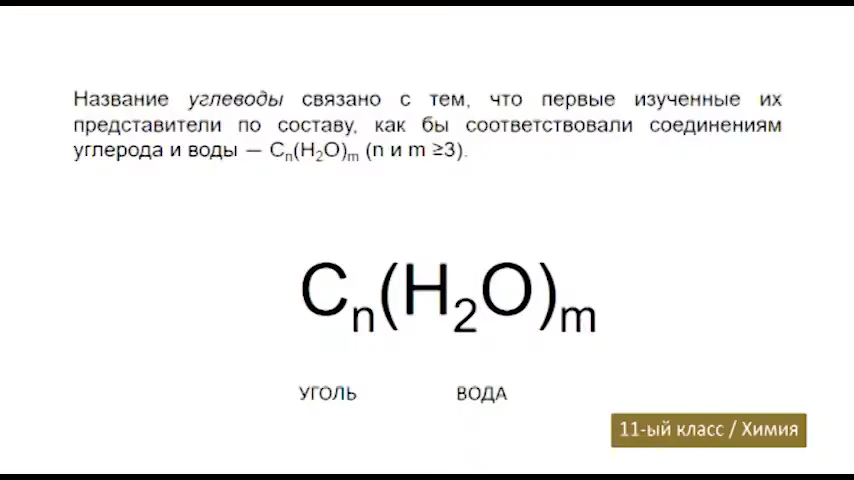 Название углеводы связано с тем, что первые изученные их
представители по составу, как бы соответствовали соединениям
углерода и воды — Cₙ(H₂O)ₘ (n и m ≥3).
Cₙ(H₂O)ₘ
УГОЛЬ ВОДА
11-ый класс / Химия